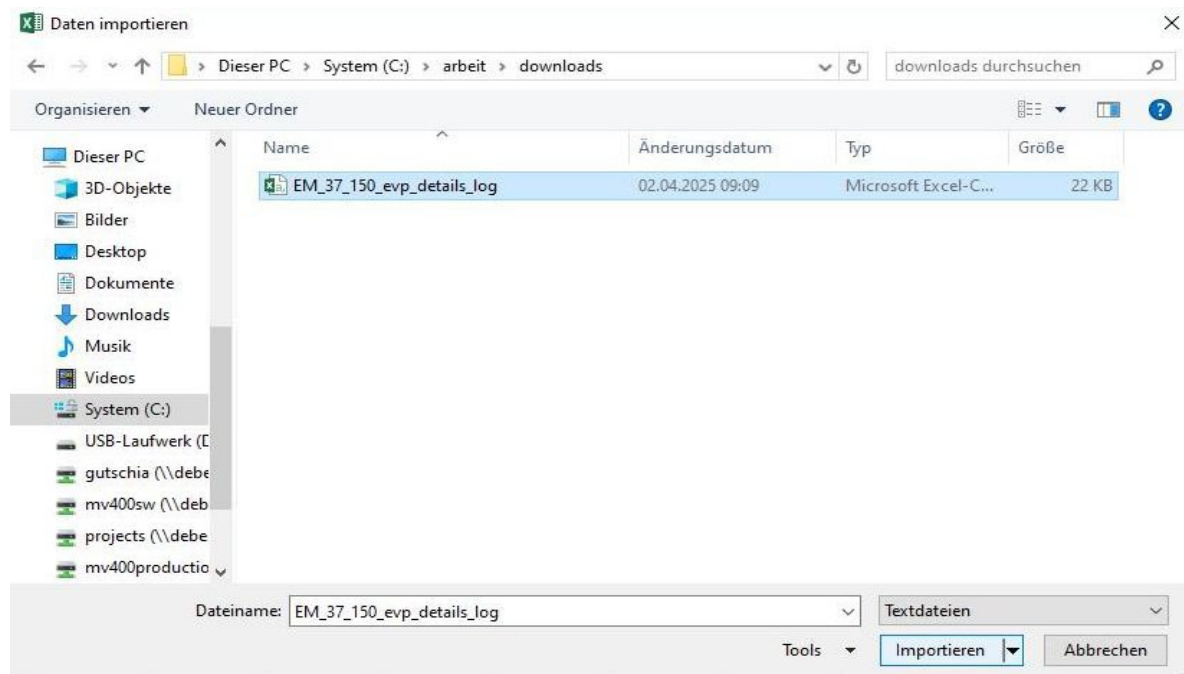 Daten importieren
Dieser PC > System (C:) > arbeit > downloads
downloads durchsuchen
Organisieren
Neuer Ordner
Name Änderungsdatum Typ Größe
EM_37_150_evp_details_log 02.04.2025 09:09 Microsoft Excel-C... 22 KB
Dieser PC
3D-Objekte
Bilder
Desktop
Dokumente
Downloads
Musik
Videos
System (C:)
USB-Laufwerk (D
gutschia (\\debe
mv400sw (\\deb
projects (\\debe
mv400productio
Dateiname: EM_37_150_evp_details_log
Textdateien
Tools Importieren Abbrechen